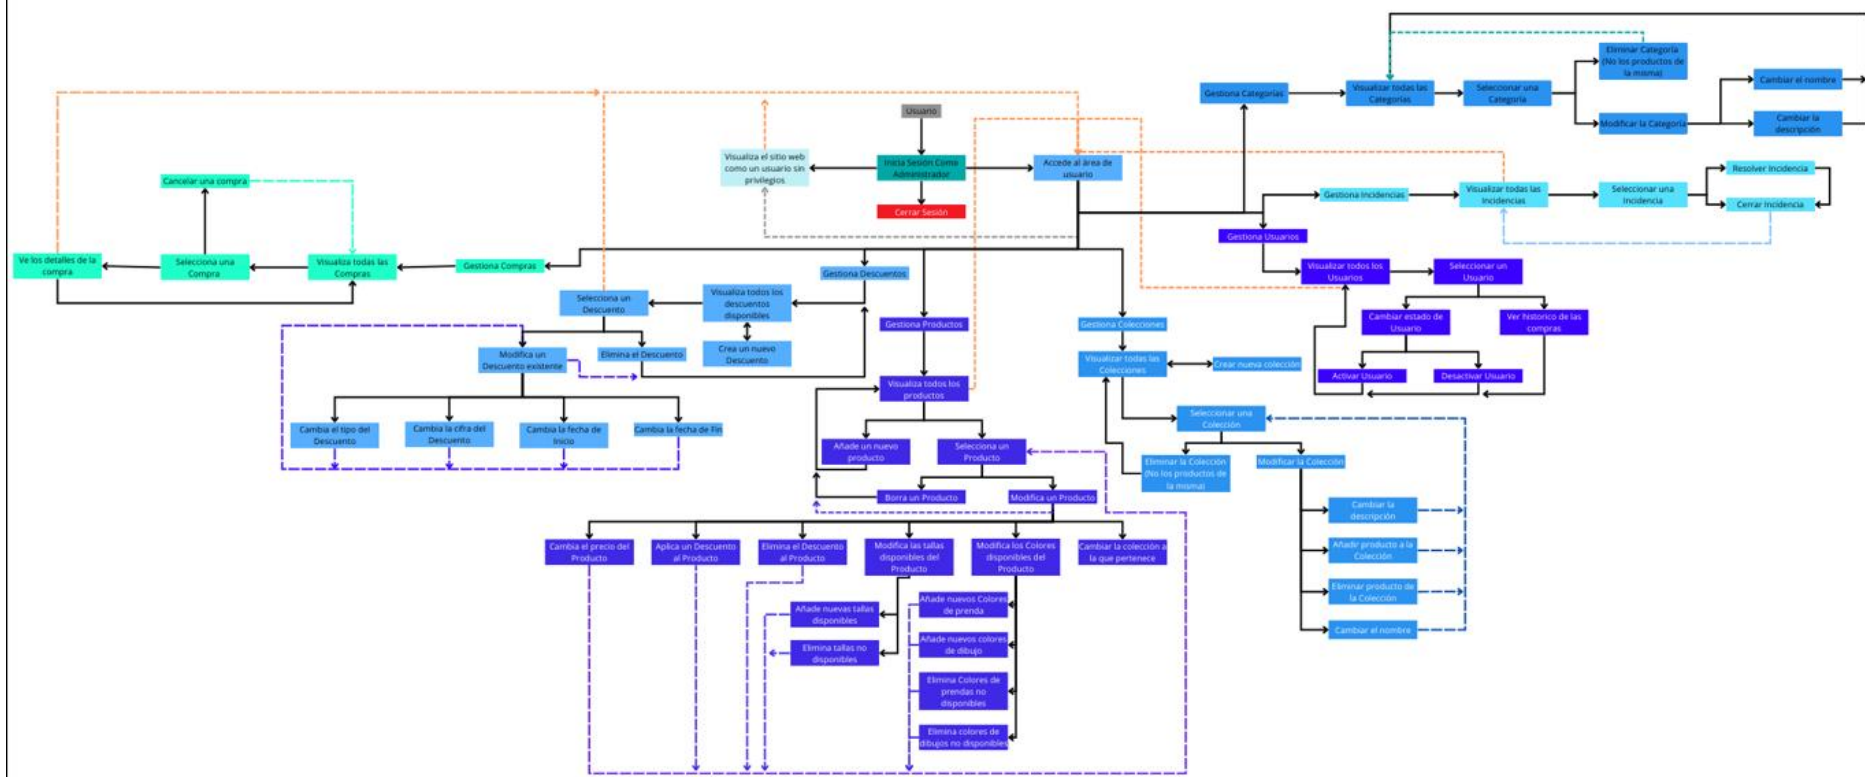 Usuario
Visualiza el sitio web
como un usuario sin
privilegios
Inicia Sesión Como
Administrador
Accede al área de
usuario
Cerrar Sesión
Gestiona Categorías
Visualizar todas las
Categorías
Seleccionar una
Categoría
Eliminar Categoría
(No los productos de
la misma)
Modificar la Categoría
Cambiar el nombre
Cambiar la
descripción
Gestiona Incidencias
Visualizar todas las
Incidencias
Seleccionar una
Incidencia
Resolver Incidencia
Cerrar Incidencia
Gestiona Usuarios
Visualizar todos los
Usuarios
Seleccionar un
Usuario
Cambiar estado de
Usuario
Ver historico de las
compras
Activar Usuario
Desactivar Usuario
Cancelar una compra
Ve los detalles de la
compra
Selecciona una
Compra
Visualiza todas las
Compras
Gestiona Compras
Gestiona Descuentos
Selecciona un
Descuento
Visualiza todos los
descuentos
disponibles
Crea un nuevo
Descuento
Modifica un
Descuento existente
Elimina el Descuento
Cambia el tipo del
Descuento
Cambia la cifra del
Descuento
Cambia la fecha de
Inicio
Cambia la fecha de Fin
Gestiona Productos
Visualiza todos los
productos
Añade un nuevo
producto
Selecciona un
Producto
Borra un Producto
Modifica un Producto
Cambia el precio del
Producto
Aplica un Descuento
al Producto
Elimina el Descuento
al Producto
Modifica las tallas
disponibles del
Producto
Modifica los Colores
disponibles del
Producto
Cambiar la colección a
la que pertenece
Añade nuevas tallas
disponibles
Elimina tallas no
disponibles
Añade nuevos Colores
de prenda
Añade nuevos colores
de dibujo
Elimina Colores de
prendas no
disponibles
Elimina colores de
dibujos no disponibles
Gestiona Colecciones
Visualizar todas las
Colecciones
Crear nueva colección
Seleccionar una
Colección
Eliminar la Colección
(No los productos de
la misma)
Modificar la Colección
Cambiar la
descripción
Añadir producto a la
Colección
Eliminar producto de
la Colección
Cambiar el nombre